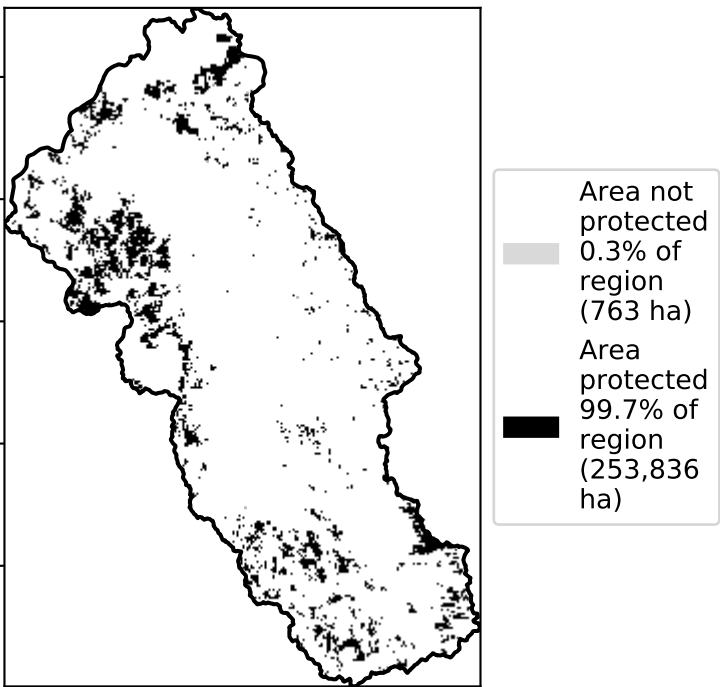 Area not
protected
0.3% of
region
(763 ha)
Area
protected
99.7% of
region
(253,836
ha)